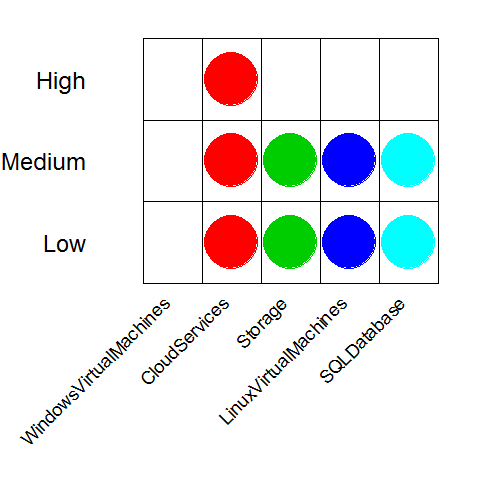 High
Medium
Low
WindowsVirtualMachines
CloudServices
Storage
LinuxVirtualMachines
SQLDatabase